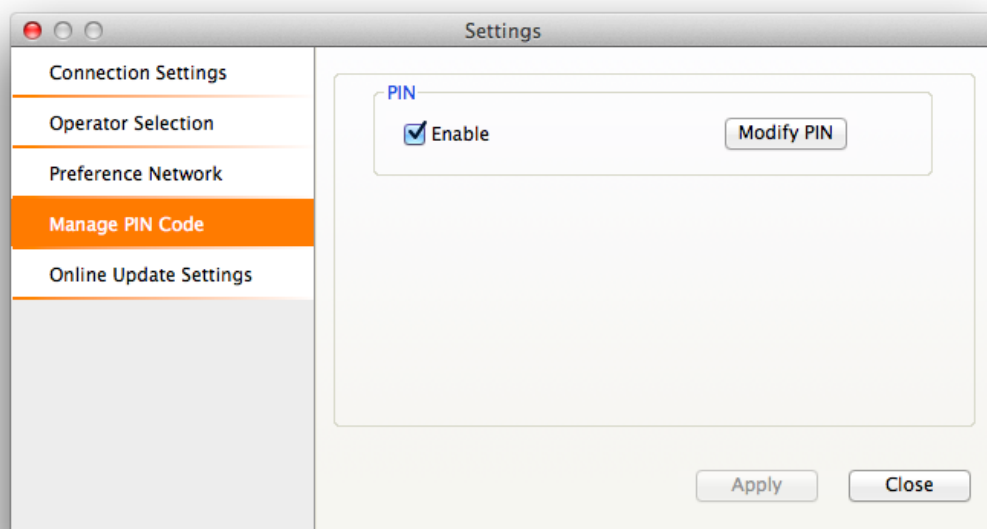 Settings
Connection Settings
Operator Selection
Preference Network
Manage PIN Code
Online Update Settings
PIN
Enable
Modify PIN
Apply
Close